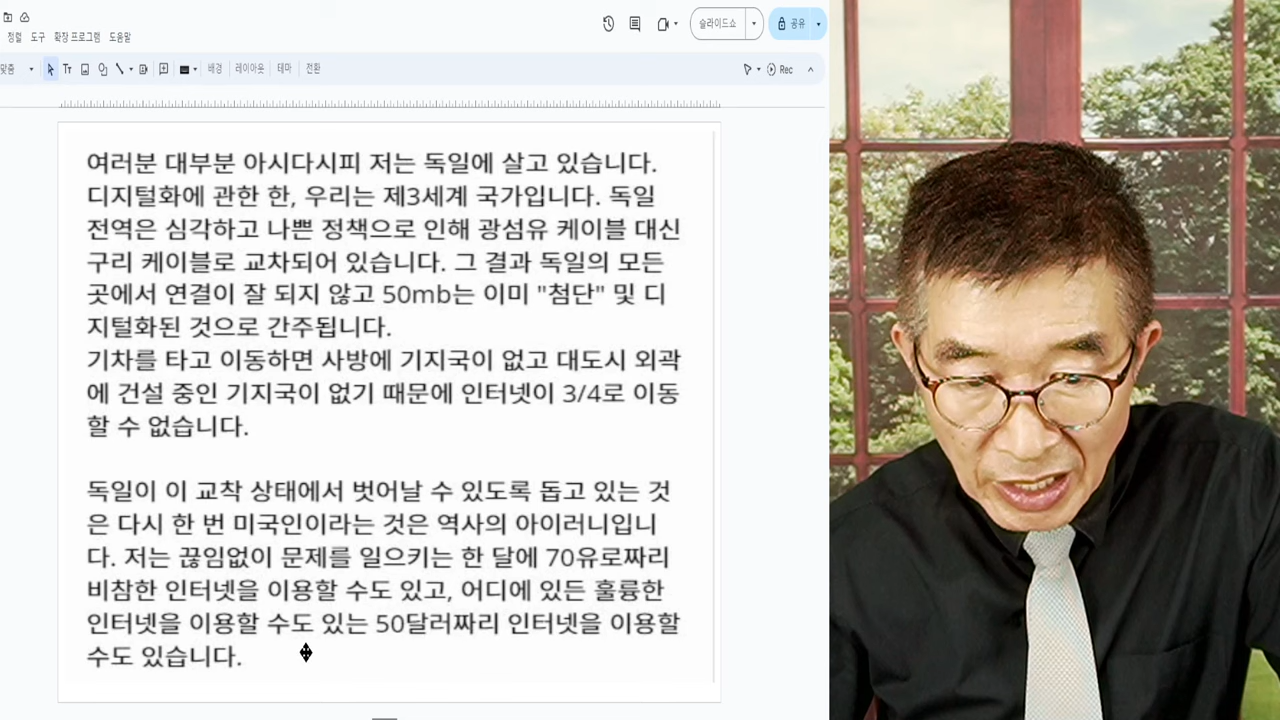 정렬 도구 확장 프로그램 도움말
슬라이드쇼
공유
맞춤 배경 레이아웃 테마 전환 Rec
여러분 대부분 아시다시피 저는 독일에 살고 있습니다.
디지털화에 관한 한, 우리는 제3세계 국가입니다. 독일
전역은 심각하고 나쁜 정책으로 인해 광섬유 케이블 대신
구리 케이블로 교차되어 있습니다. 그 결과 독일의 모든
곳에서 연결이 잘 되지 않고 50mb는 이미 "첨단" 및 디
지털화된 것으로 간주됩니다.
기차를 타고 이동하면 사방에 기지국이 없고 대도시 외곽
에 건설 중인 기지국이 없기 때문에 인터넷이 3/4로 이동
할 수 없습니다.
독일이 이 교착 상태에서 벗어날 수 있도록 돕고 있는 것
은 다시 한 번 미국인이라는 것은 역사의 아이러니입니
다. 저는 끊임없이 문제를 일으키는 한 달에 70유로짜리
비참한 인터넷을 이용할 수도 있고, 어디에 있든 훌륭한
인터넷을 이용할 수도 있는 50달러짜리 인터넷을 이용할
수도 있습니다.